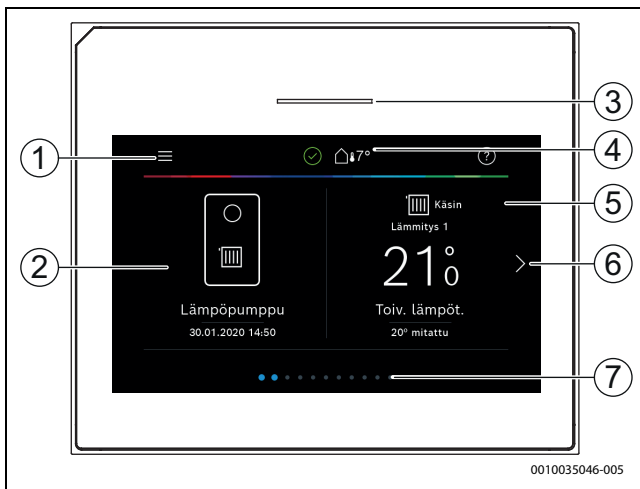 1
3
7°
?
4
Käsin
5
Lämmitys 1
2
21°0
6
Lämpöpumppu
Toiv. lämpöt.
30.01.2020 14:50
20° mitattu
7
0010035046-005